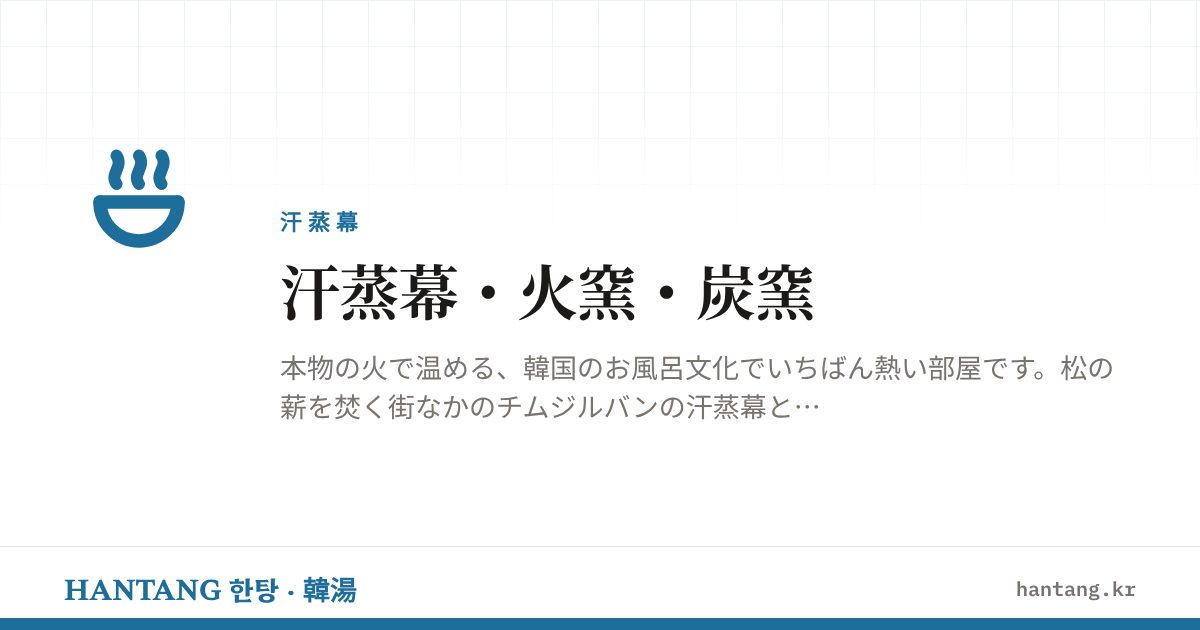 汗蒸幕
汗蒸幕・火窯・炭窯
本物の火で温める、韓国のお風呂文化でいちばん熱い部屋です。松の
薪を焚く街なかのチムジルバンの汗蒸幕と…
HANTANG 한탕 · 韓湯
hantang.kr